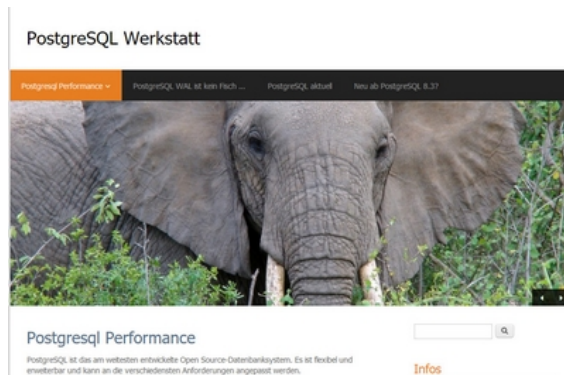 PostgreSQL Werkstatt
Postgresql Performance
PostgreSQL WAL ist kein Fisch ...
PostgreSQL aktuell
Neu ab PostgreSQL 8.3?
Postgresql Performance
PostgreSQL ist das am weitesten entwickelte Open Source-Datenbanksystem. Es ist flexibel und
erweiterbar und kann an die verschiedensten Anforderungen angepasst werden.
Infos